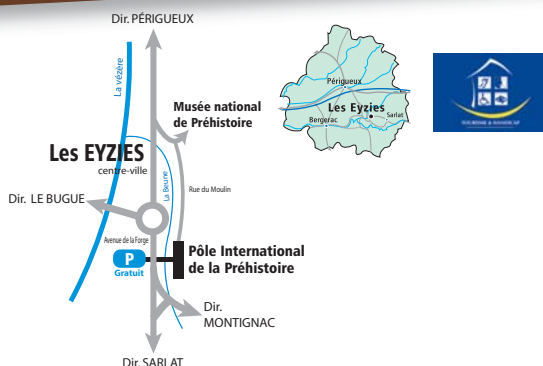 Dir. PÉRIGUEUX
La Vézère
Musée national
de Préhistoire
Les EYZIES
centre-ville
La Beune
Rue du Moulin
Dir. LE BUGUE
Avenue de la Forge
P
Gratuit
Pôle International
de la Préhistoire
Dir.
MONTIGNAC
Dir. SARLAT
Périgueux
Les Eyzies
Bergerac
Sarlat
TOURISME & HANDICAP